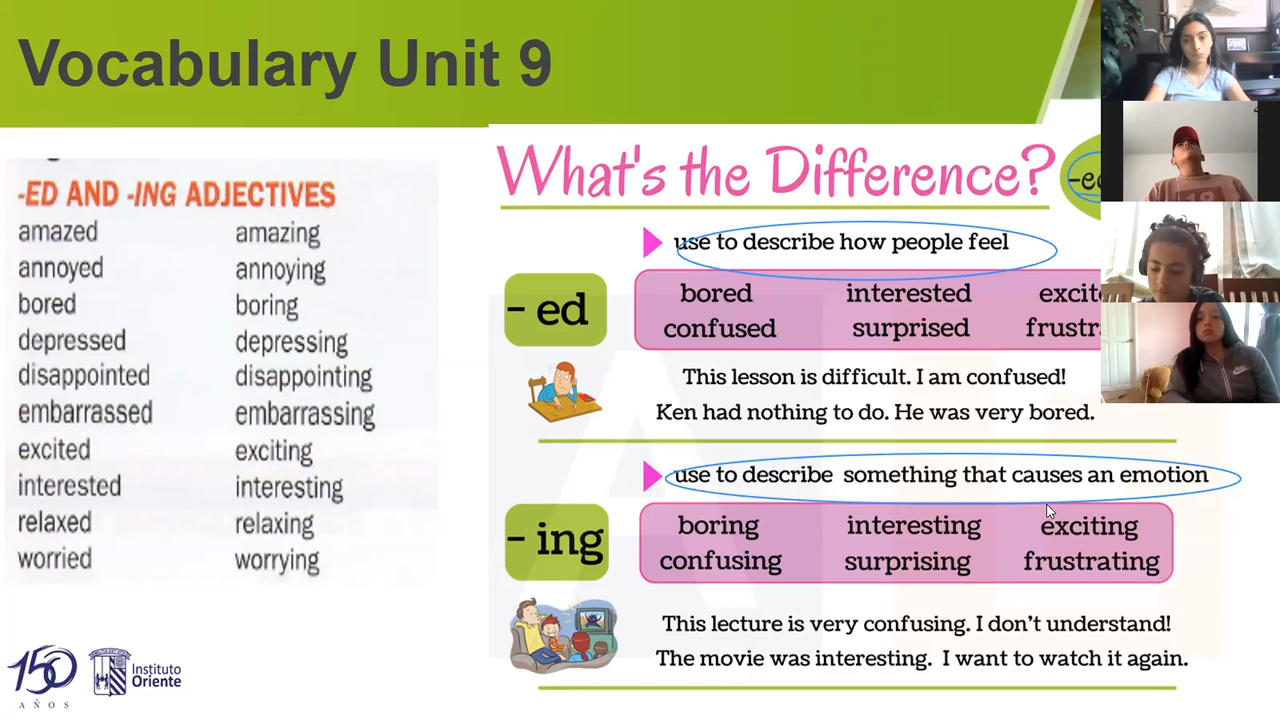 Vocabulary Unit 9
-ED AND -ING ADJECTIVES
amazed amazing
annoyed annoying
bored boring
depressed depressing
disappointed disappointing
embarrassed embarrassing
excited exciting
interested interesting
relaxed relaxing
worried worrying
150
AÑOS
Instituto
Oriente
What's the Difference?
use to describe how people feel
- ed
bored interested
confused surprised
This lesson is difficult. I am confused!
Ken had nothing to do. He was very bored.
use to describe something that causes an emotion
- ing
boring interesting exciting
confusing surprising frustrating
This lecture is very confusing. I don't understand!
The movie was interesting. I want to watch it again.